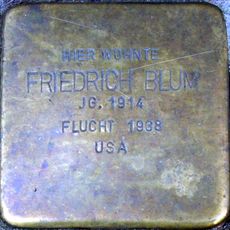 HIER WOHNTE
FRIEDRICH BLUM
JG. 1914
FLUCHT 1938
USA